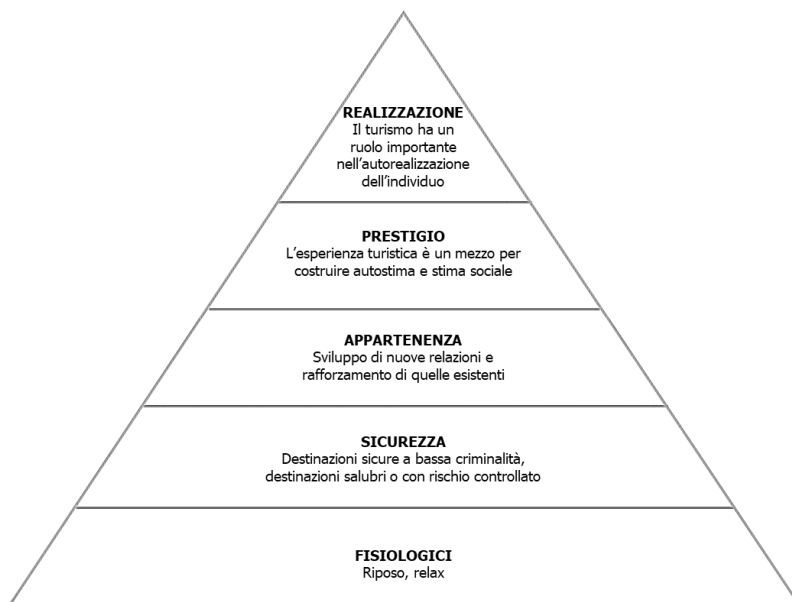 REALIZZAZIONE
Il turismo ha un
ruolo importante
nell'autorealizzazione
dell'individuo
PRESTIGIO
L'esperienza turistica è un mezzo per
costruire autostima e stima sociale
APPARTENENZA
Sviluppo di nuove relazioni e
rafforzamento di quelle esistenti
SICUREZZA
Destinazioni sicure a bassa criminalità,
destinazioni salubri o con rischio controllato
FISIOLOGICI
Riposo, relax